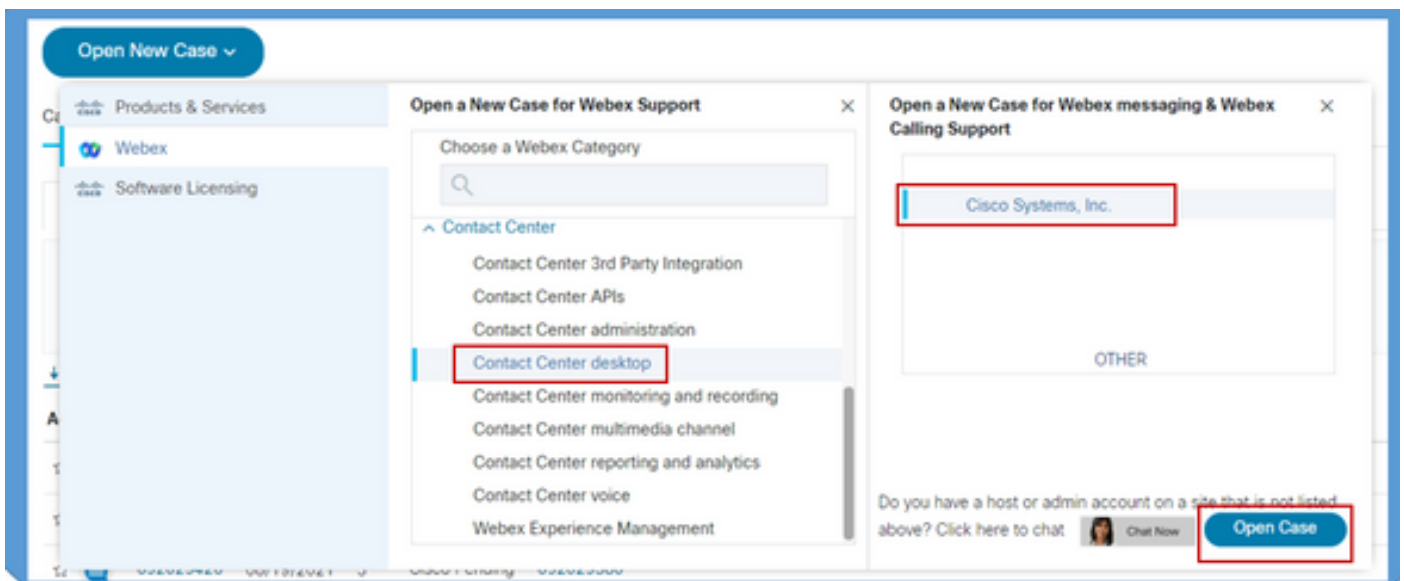 Open New Case
Ca
Products & Services
Webex
Software Licensing
Open a New Case for Webex Support
Choose a Webex Category
Contact Center
Contact Center 3rd Party Integration
Contact Center APIs
Contact Center administration
Contact Center desktop
Contact Center monitoring and recording
Contact Center multimedia channel
Contact Center reporting and analytics
Contact Center voice
Webex Experience Management
Open a New Case for Webex messaging & Webex
Calling Support
Cisco Systems, Inc.
OTHER
Do you have a host or admin account on a site that is not listed
above? Click here to chat
Chat Now
Open Case
A